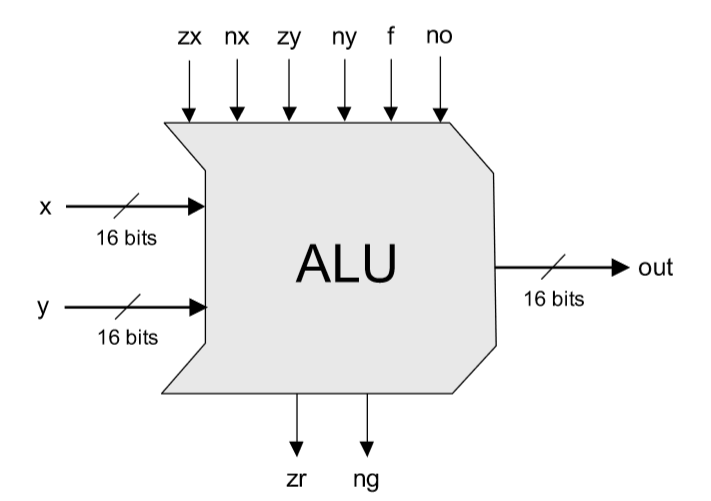 zx nx zy ny f no
x
16 bits
ALU
out
16 bits
y
16 bits
zr ng